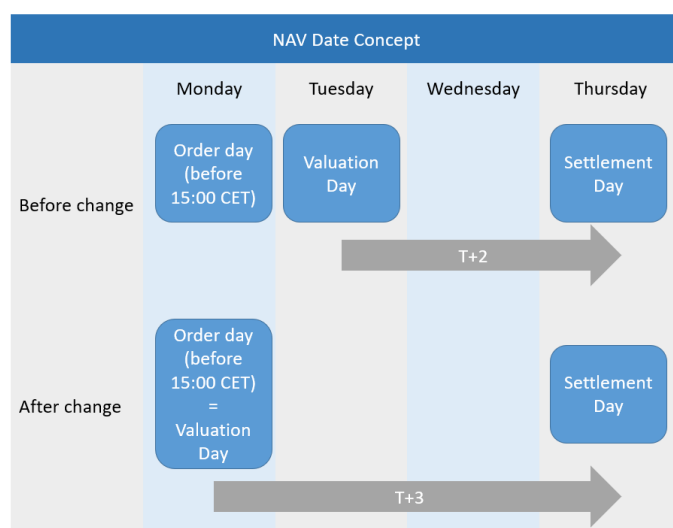 NAV Date Concept
Monday
Tuesday
Wednesday
Thursday
Before change
Order day
(before
15:00 CET)
Valuation
Day
Settlement
Day
T+2
After change
Order day
(before
15:00 CET)
=
Valuation
Day
Settlement
Day
T+3